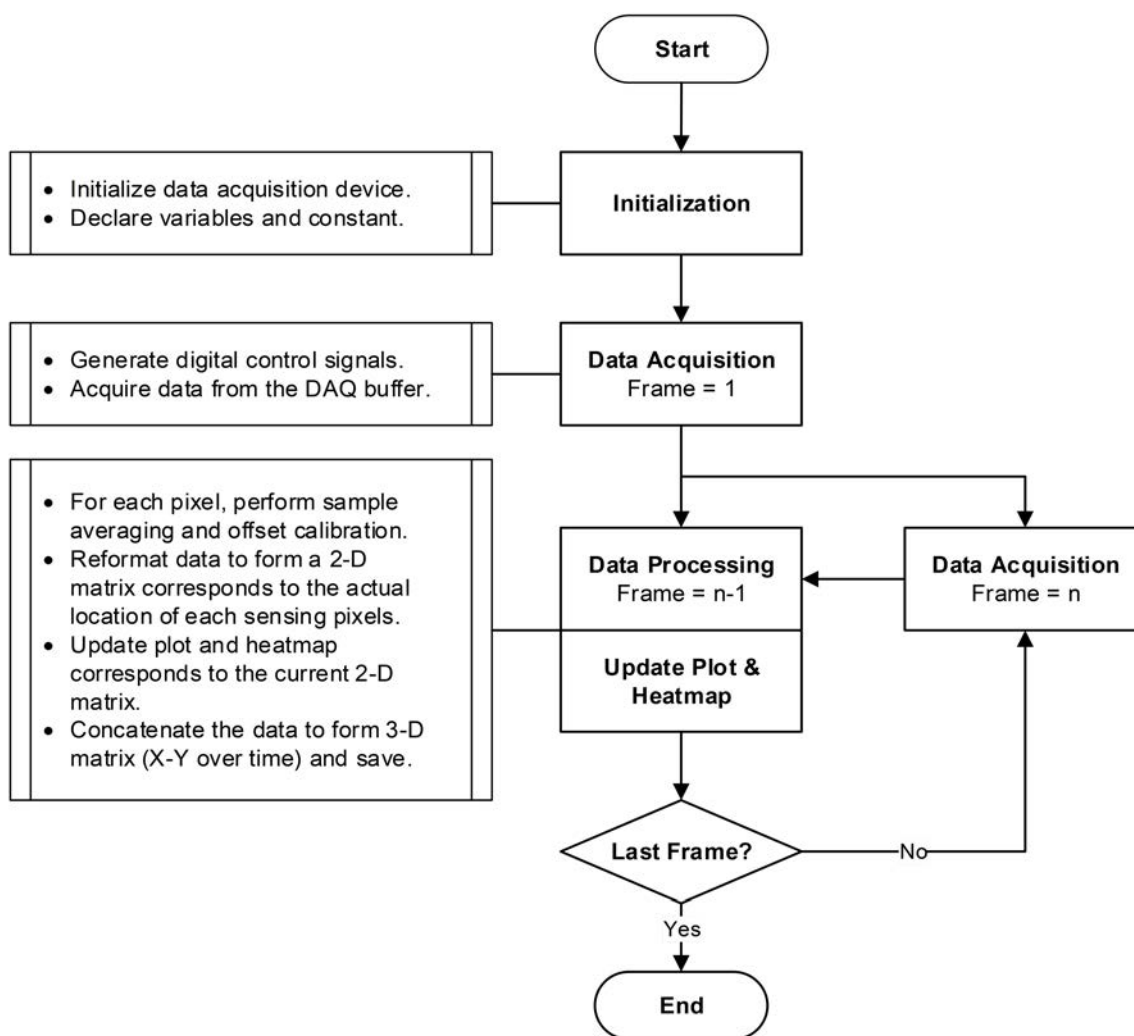 Start
• Initialize data acquisition device.
• Declare variables and constant.
Initialization
• Generate digital control signals.
• Acquire data from the DAQ buffer.
Data Acquisition
Frame = 1
• For each pixel, perform sample
averaging and offset calibration.
• Reformat data to form a 2-D
matrix corresponds to the actual
location of each sensing pixels.
• Update plot and heatmap
corresponds to the current 2-D
matrix.
• Concatenate the data to form 3-D
matrix (X-Y over time) and save.
Data Processing
Frame = n-1
Update Plot &
Heatmap
Data Acquisition
Frame = n
Last Frame?
No
Yes
End